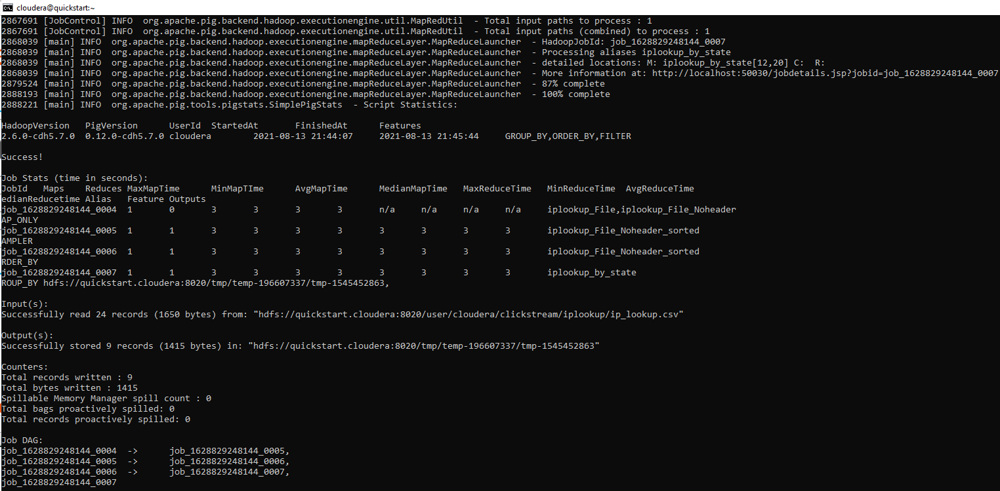 cloudera@quickstart:~
2867691 [JobControl] INFO  org.apache.pig.backend.hadoop.executionengine.util.MapRedUtil  - Total input paths to process : 1
2867691 [JobControl] INFO  org.apache.pig.backend.hadoop.executionengine.util.MapRedUtil  - Total input paths (combined) to process : 1
2868039 [main] INFO  org.apache.pig.backend.hadoop.executionengine.mapReduceLayer.MapReduceLauncher  - HadoopJobId: job_1628829248144_0007
2868039 [main] INFO  org.apache.pig.backend.hadoop.executionengine.mapReduceLayer.MapReduceLauncher  - Processing aliases iplookup_by_state
2868039 [main] INFO  org.apache.pig.backend.hadoop.executionengine.mapReduceLayer.MapReduceLauncher  - detailed locations: M: iplookup_by_state[12,20] C:  R:
2868039 [main] INFO  org.apache.pig.backend.hadoop.executionengine.mapReduceLayer.MapReduceLauncher  - More information at: http://localhost:50030/jobdetails.jsp?jobid=job_1628829248144_0007
2879524 [main] INFO  org.apache.pig.backend.hadoop.executionengine.mapReduceLayer.MapReduceLauncher  - 87% complete
2888193 [main] INFO  org.apache.pig.backend.hadoop.executionengine.mapReduceLayer.MapReduceLauncher  - 100% complete
2888221 [main] INFO  org.apache.pig.tools.pigstats.SimplePigStats  - Script Statistics:
HadoopVersion   PigVersion      UserId  StartedAt       FinishedAt      Features
2.6.0-cdh5.7.0  0.12.0-cdh5.7.0 cloudera        2021-08-13 21:44:07     2021-08-13 21:45:44     GROUP_BY,ORDER_BY,FILTER
Success!
Job Stats (time in seconds):
JobId   Maps    Reduces MaxMapTime      MinMapTIme      AvgMapTime      MedianMapTime   MaxReduceTime   MinReduceTime  AvgReduceTime
edianReducetime Alias   Feature Outputs
job_1628829248144_0004  1       0       3       3       3       3       n/a     n/a     n/a     n/a     iplookup_File,iplookup_File_Noheader
AP_ONLY
job_1628829248144_0005  1       1       3       3       3       3       3       3       3       3       iplookup_File_Noheader_sorted
AMPLER
job_1628829248144_0006  1       1       3       3       3       3       3       3       3       3       iplookup_File_Noheader_sorted
RDER_BY
job_1628829248144_0007  1       1       3       3       3       3       3       3       3       3       iplookup_by_state
ROUP_BY hdfs://quickstart.cloudera:8020/tmp/temp-196607337/tmp-1545452863,
Input(s):
Successfully read 24 records (1650 bytes) from: "hdfs://quickstart.cloudera:8020/user/cloudera/clickstream/iplookup/ip_lookup.csv"
Output(s):
Successfully stored 9 records (1415 bytes) in: "hdfs://quickstart.cloudera:8020/tmp/temp-196607337/tmp-1545452863"
Counters:
Total records written : 9
Total bytes written : 1415
Spillable Memory Manager spill count : 0
Total bags proactively spilled: 0
Total records proactively spilled: 0
Job DAG:
job_1628829248144_0004  ->      job_1628829248144_0005,
job_1628829248144_0005  ->      job_1628829248144_0006,
job_1628829248144_0006  ->      job_1628829248144_0007,
job_1628829248144_0007